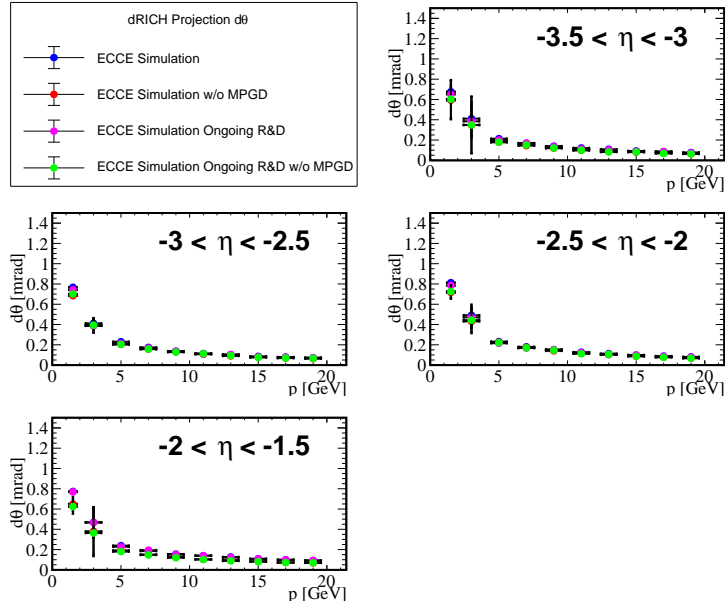 dRICH Projection dθ
ECCE Simulation
ECCE Simulation w/o MPGD
ECCE Simulation Ongoing R&D
ECCE Simulation Ongoing R&D w/o MPGD
-3.5 < η < -3
dθ [mrad]
1.4
1.2
1
0.8
0.6
0.4
0.2
0
0 5 10 15 20
p [GeV]
-3 < η < -2.5
dθ [mrad]
1.4
1.2
1
0.8
0.6
0.4
0.2
0
0 5 10 15 20
p [GeV]
-2.5 < η < -2
dθ [mrad]
1.4
1.2
1
0.8
0.6
0.4
0.2
0
0 5 10 15 20
p [GeV]
-2 < η < -1.5
dθ [mrad]
1.4
1.2
1
0.8
0.6
0.4
0.2
0
0 5 10 15 20
p [GeV]